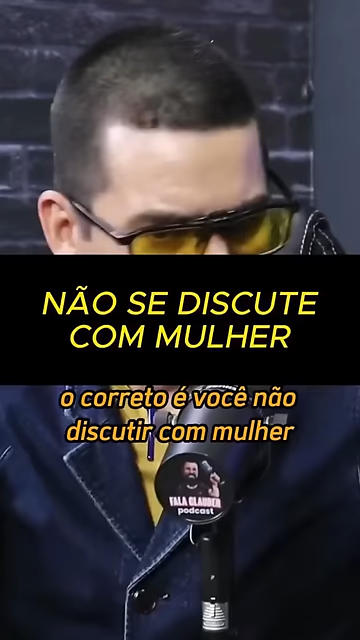 NÃO SE DISCUTE
COM MULHER
o correto é você não
discutir com mulher
FALA GLAUBER
podcast